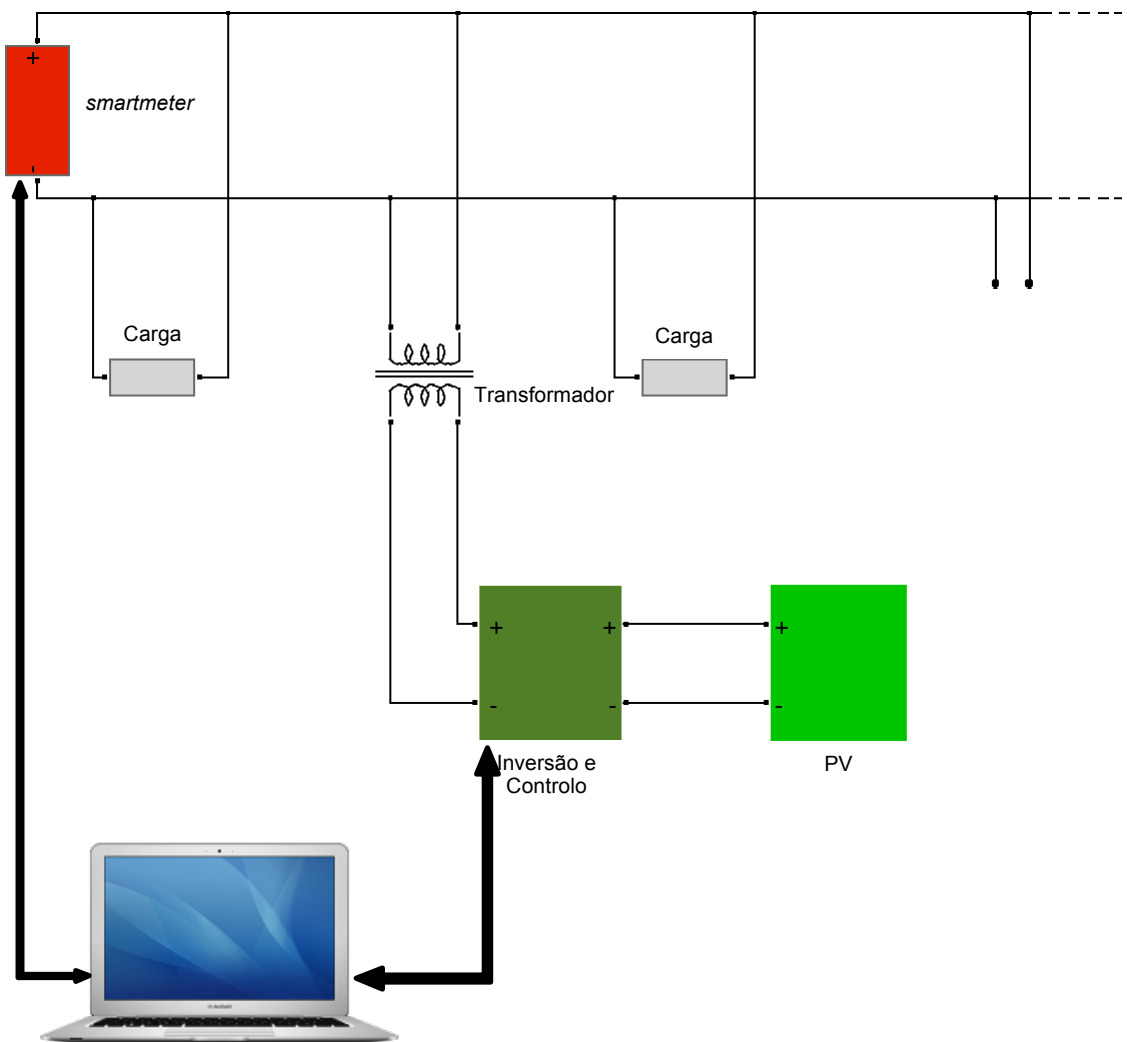 +
smartmeter
-
Carga
Carga
Transformador
+
+
+
-
-
-
Inversão e
Controlo
PV